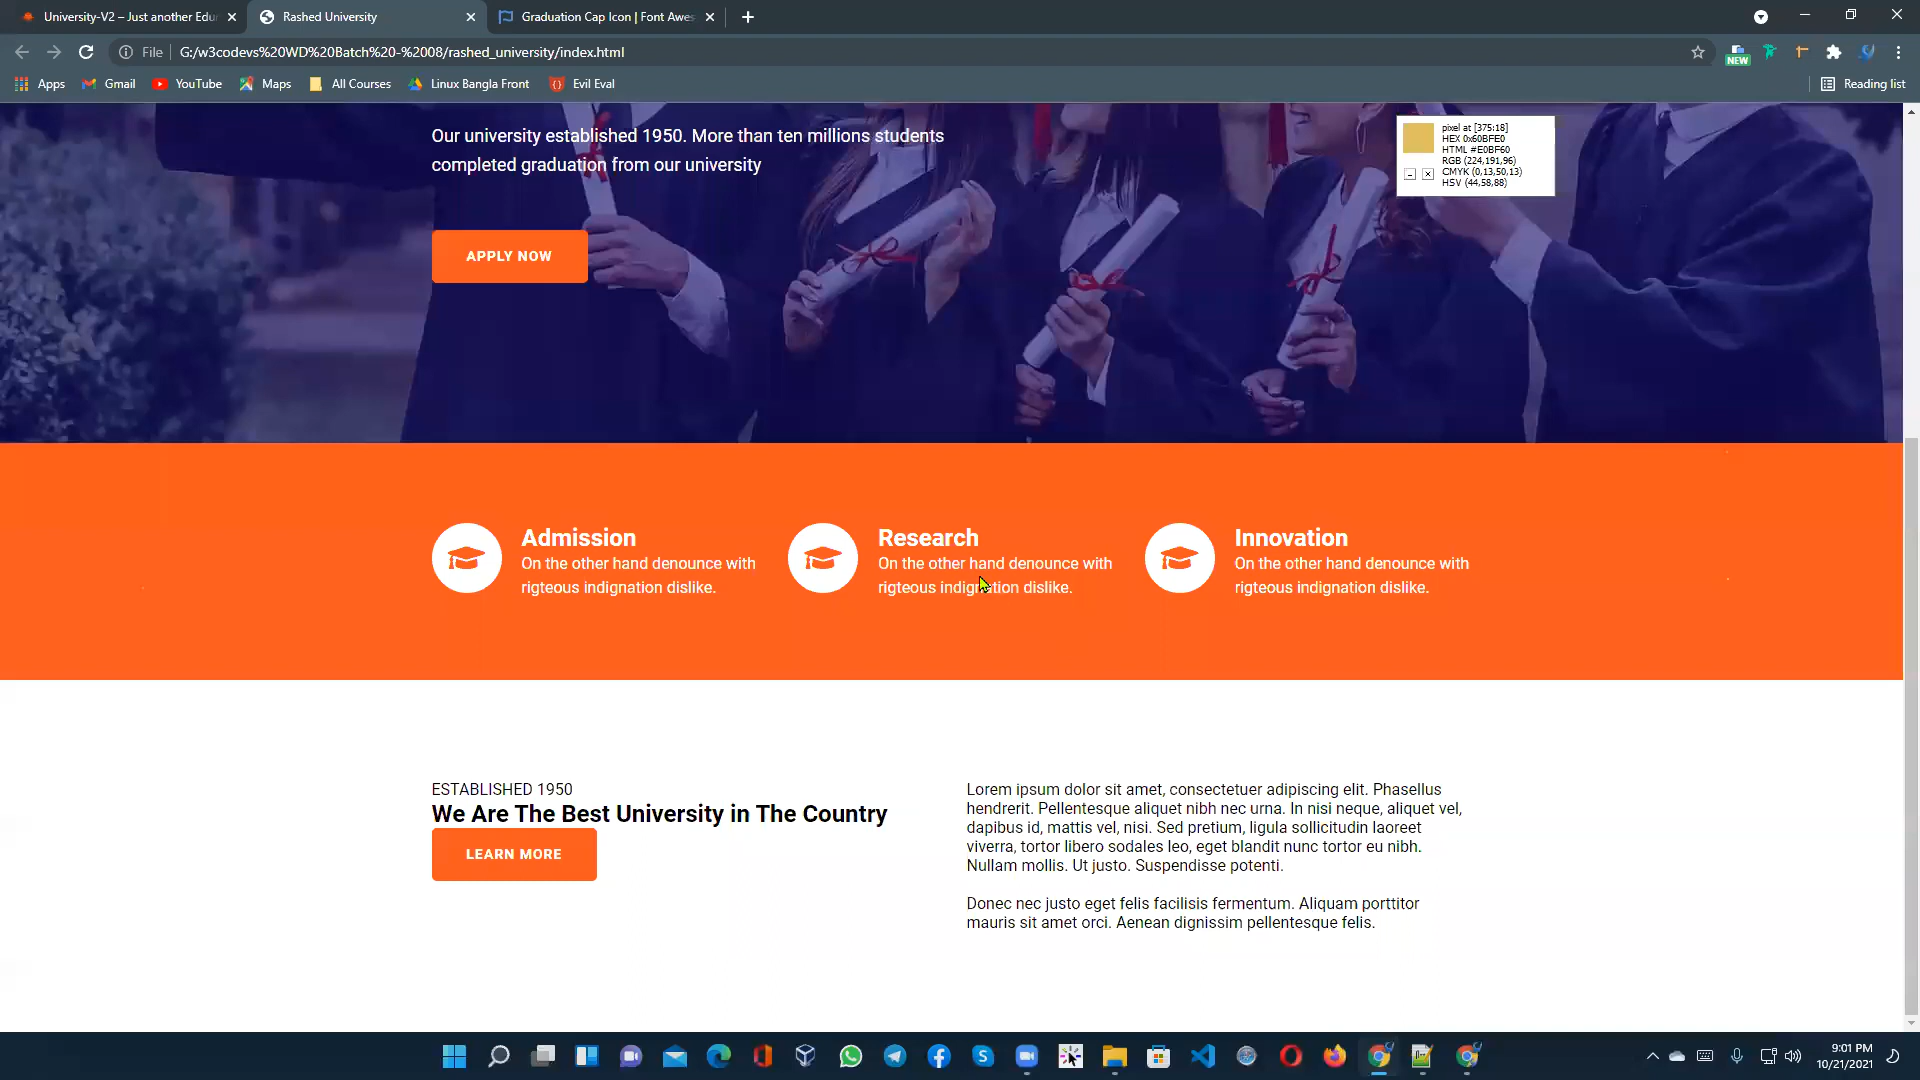 University-V2 – Just another Edu
Rashed University
Graduation Cap Icon | Font Awes
File
G:/w3codevs%20WD%20Batch%20-%2008/rashed_university/index.html
NEW
Apps
Gmail
YouTube
Maps
All Courses
Linux Bangla Front
Evil Eval
Reading list
Our university established 1950. More than ten millions students
completed graduation from our university
pixel at [375:18]
HEX 0x60BFE0
HTML #E0BF60
RGB (224,191,96)
CMYK (0,13,50,13)
HSV (44,58,88)
APPLY NOW
Admission
On the other hand denounce with
rigteous indignation dislike.
Research
On the other hand denounce with
rigteous indignation dislike.
Innovation
On the other hand denounce with
rigteous indignation dislike.
ESTABLISHED 1950
We Are The Best University in The Country
LEARN MORE
Lorem ipsum dolor sit amet, consectetuer adipiscing elit. Phasellus
hendrerit. Pellentesque aliquet nibh nec urna. In nisi neque, aliquet vel,
dapibus id, mattis vel, nisi. Sed pretium, ligula sollicitudin laoreet
viverra, tortor libero sodales leo, eget blandit nunc tortor eu nibh.
Nullam mollis. Ut justo. Suspendisse potenti.
Donec nec justo eget felis facilisis fermentum. Aliquam porttitor
mauris sit amet orci. Aenean dignissim pellentesque felis.
9:01 PM
10/21/2021